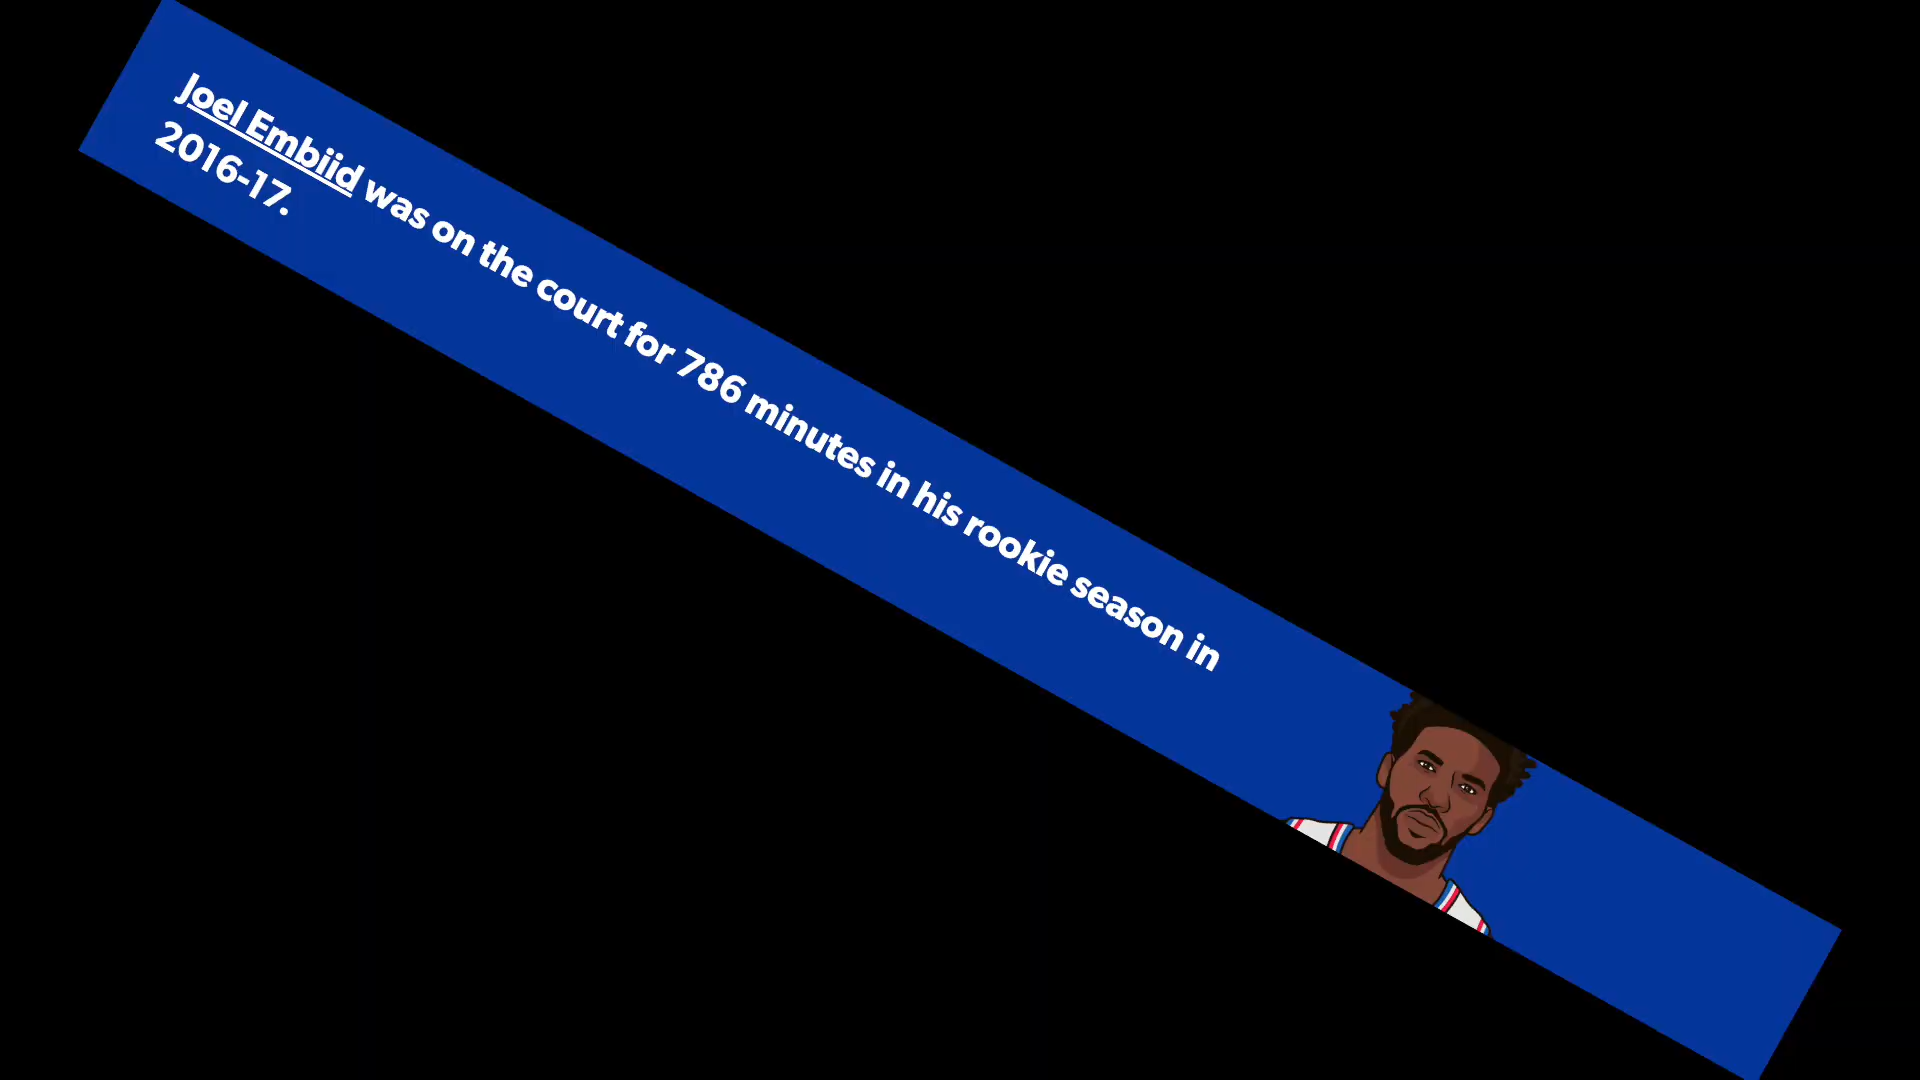 Joel Embiid was on the court for 786 minutes in his rookie season in
2016-17.